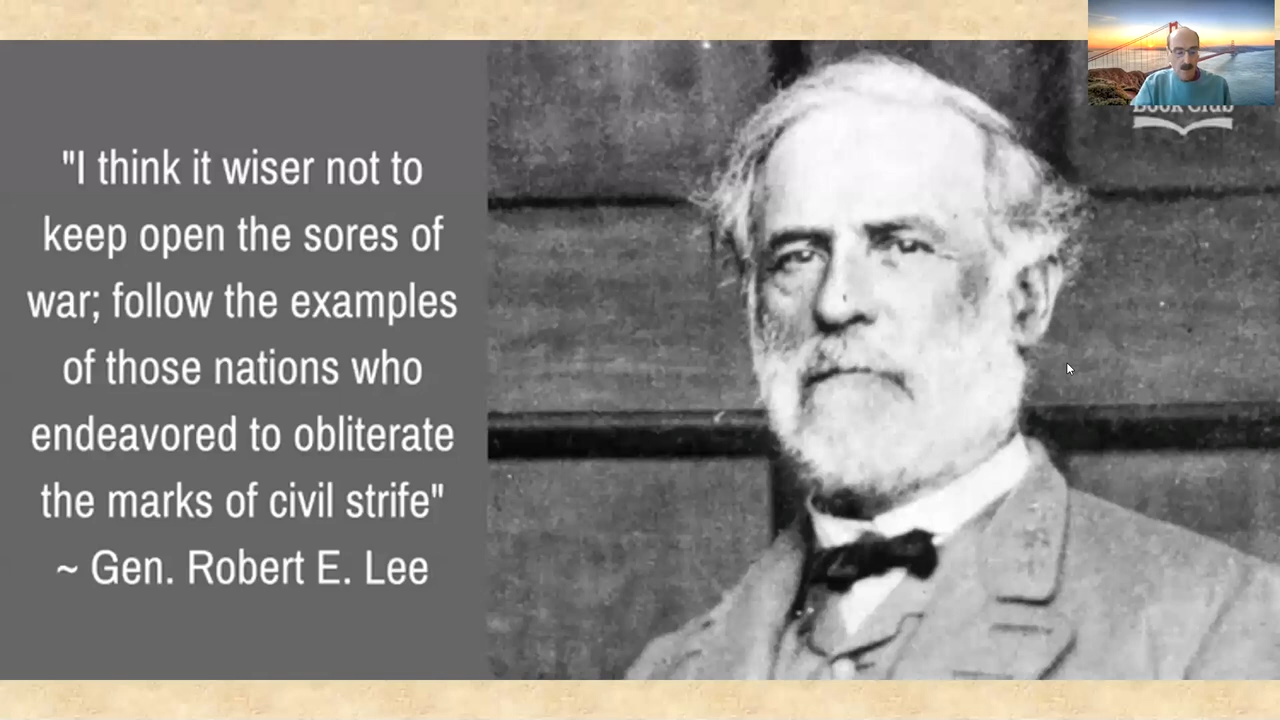 "I think it wiser not to
keep open the sores of
war; follow the examples
of those nations who
endeavored to obliterate
the marks of civil strife"
~ Gen. Robert E. Lee
Book Club